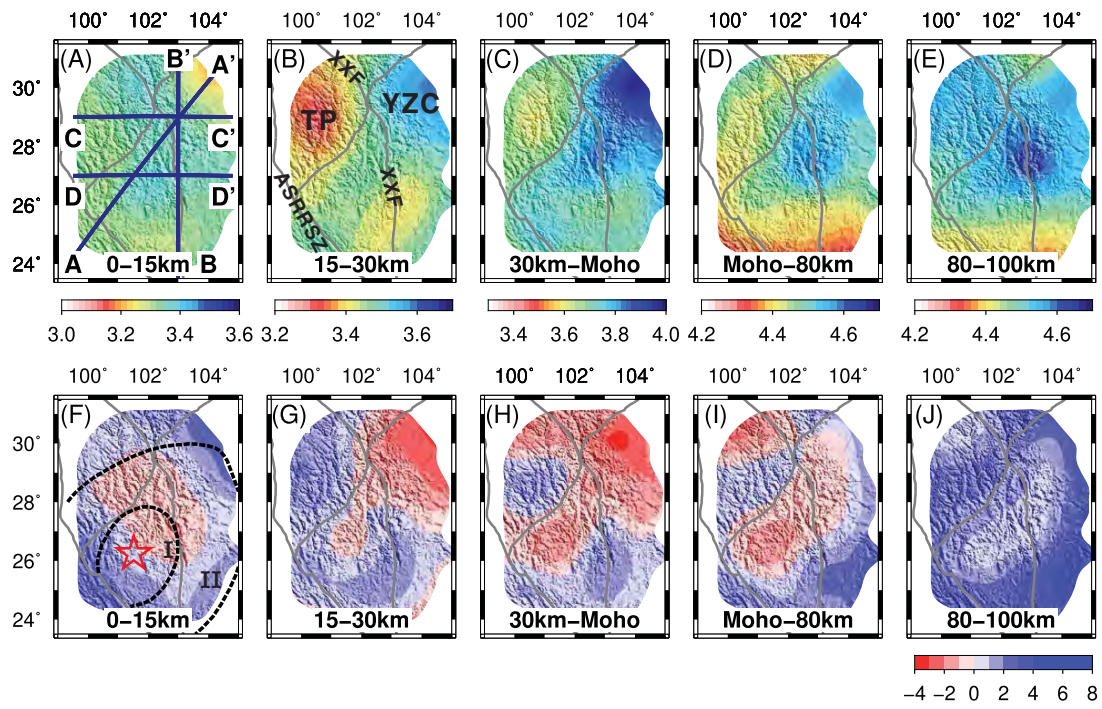 100° 102° 104° 100° 102° 104° 100° 102° 104° 100° 102° 104° 100° 102° 104°
(A) B' A' (B) XXF (C) (D) (E)
30° YZC
TP
28° C C'
XXF
D D' ASRRSZ
26°
24° A 0–15km B 15–30km 30km–Moho Moho–80km 80–100km
3.0 3.2 3.4 3.6 3.2 3.4 3.6 3.4 3.6 3.8 4.0 4.2 4.4 4.6 4.2 4.4 4.6
100° 102° 104° 100° 102° 104° 100° 102° 104° 100° 102° 104° 100° 102° 104°
(F) (G) (H) (I) (J)
30°
28°
26° I
II
24° 0–15km 15–30km 30km–Moho Moho–80km 80–100km
−4 −2 0 2 4 6 8